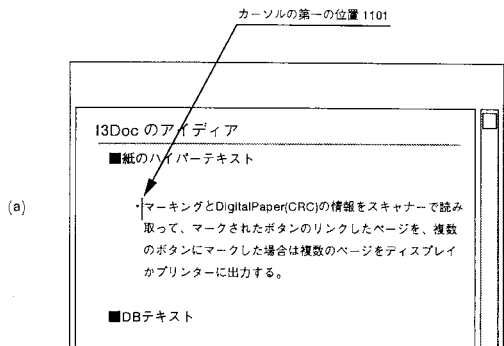 カーソルの第一の位置 1101
I3Doc のアイディア
■紙のハイパーテキスト
(a)
・マーキングとDigitalPaper(CRC)の情報をスキャナーで読み
取って、マークされたボタンのリンクしたページを、複数
のボタンにマークした場合は複数のページをディスプレイ
かプリンターに出力する。
■DBテキスト